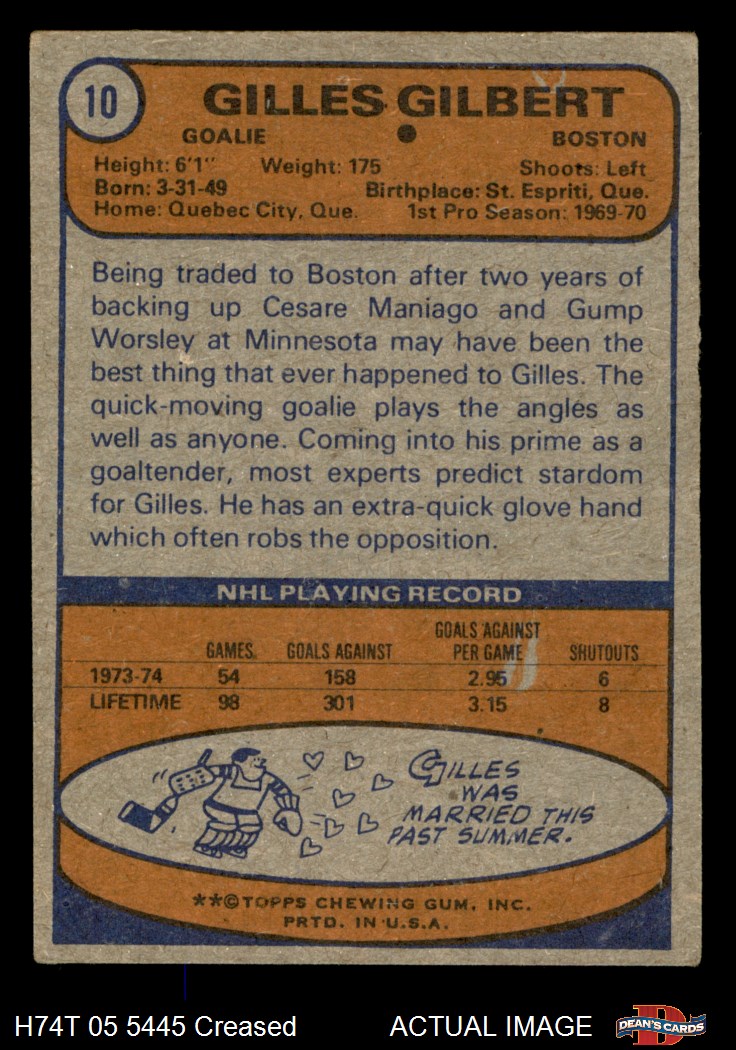 10
GILLES GILBERT
GOALIE BOSTON
Height: 6'1" Weight: 175 Shoots: Left
Born: 3-31-49 Birthplace: St. Espriti, Que.
Home: Quebec City, Que. 1st Pro Season: 1969-70
Being traded to Boston after two years of
backing up Cesare Maniago and Gump
Worsley at Minnesota may have been the
best thing that ever happened to Gilles. The
quick-moving goalie plays the angles as
well as anyone. Coming into his prime as a
goaltender, most experts predict stardom
for Gilles. He has an extra-quick glove hand
which often robs the opposition.
NHL PLAYING RECORD
GAMES GOALS AGAINST GOALS AGAINST PER GAME SHUTOUTS
1973-74 54 158 2.95 6
LIFETIME 98 301 3.15 8
GILLES
WAS
MARRIED THIS
PAST SUMMER.
**©TOPPS CHEWING GUM, INC.
PRTD. IN U.S.A.
H74T 05 5445 Creased ACTUAL IMAGE
D
DEAN'S CARDS